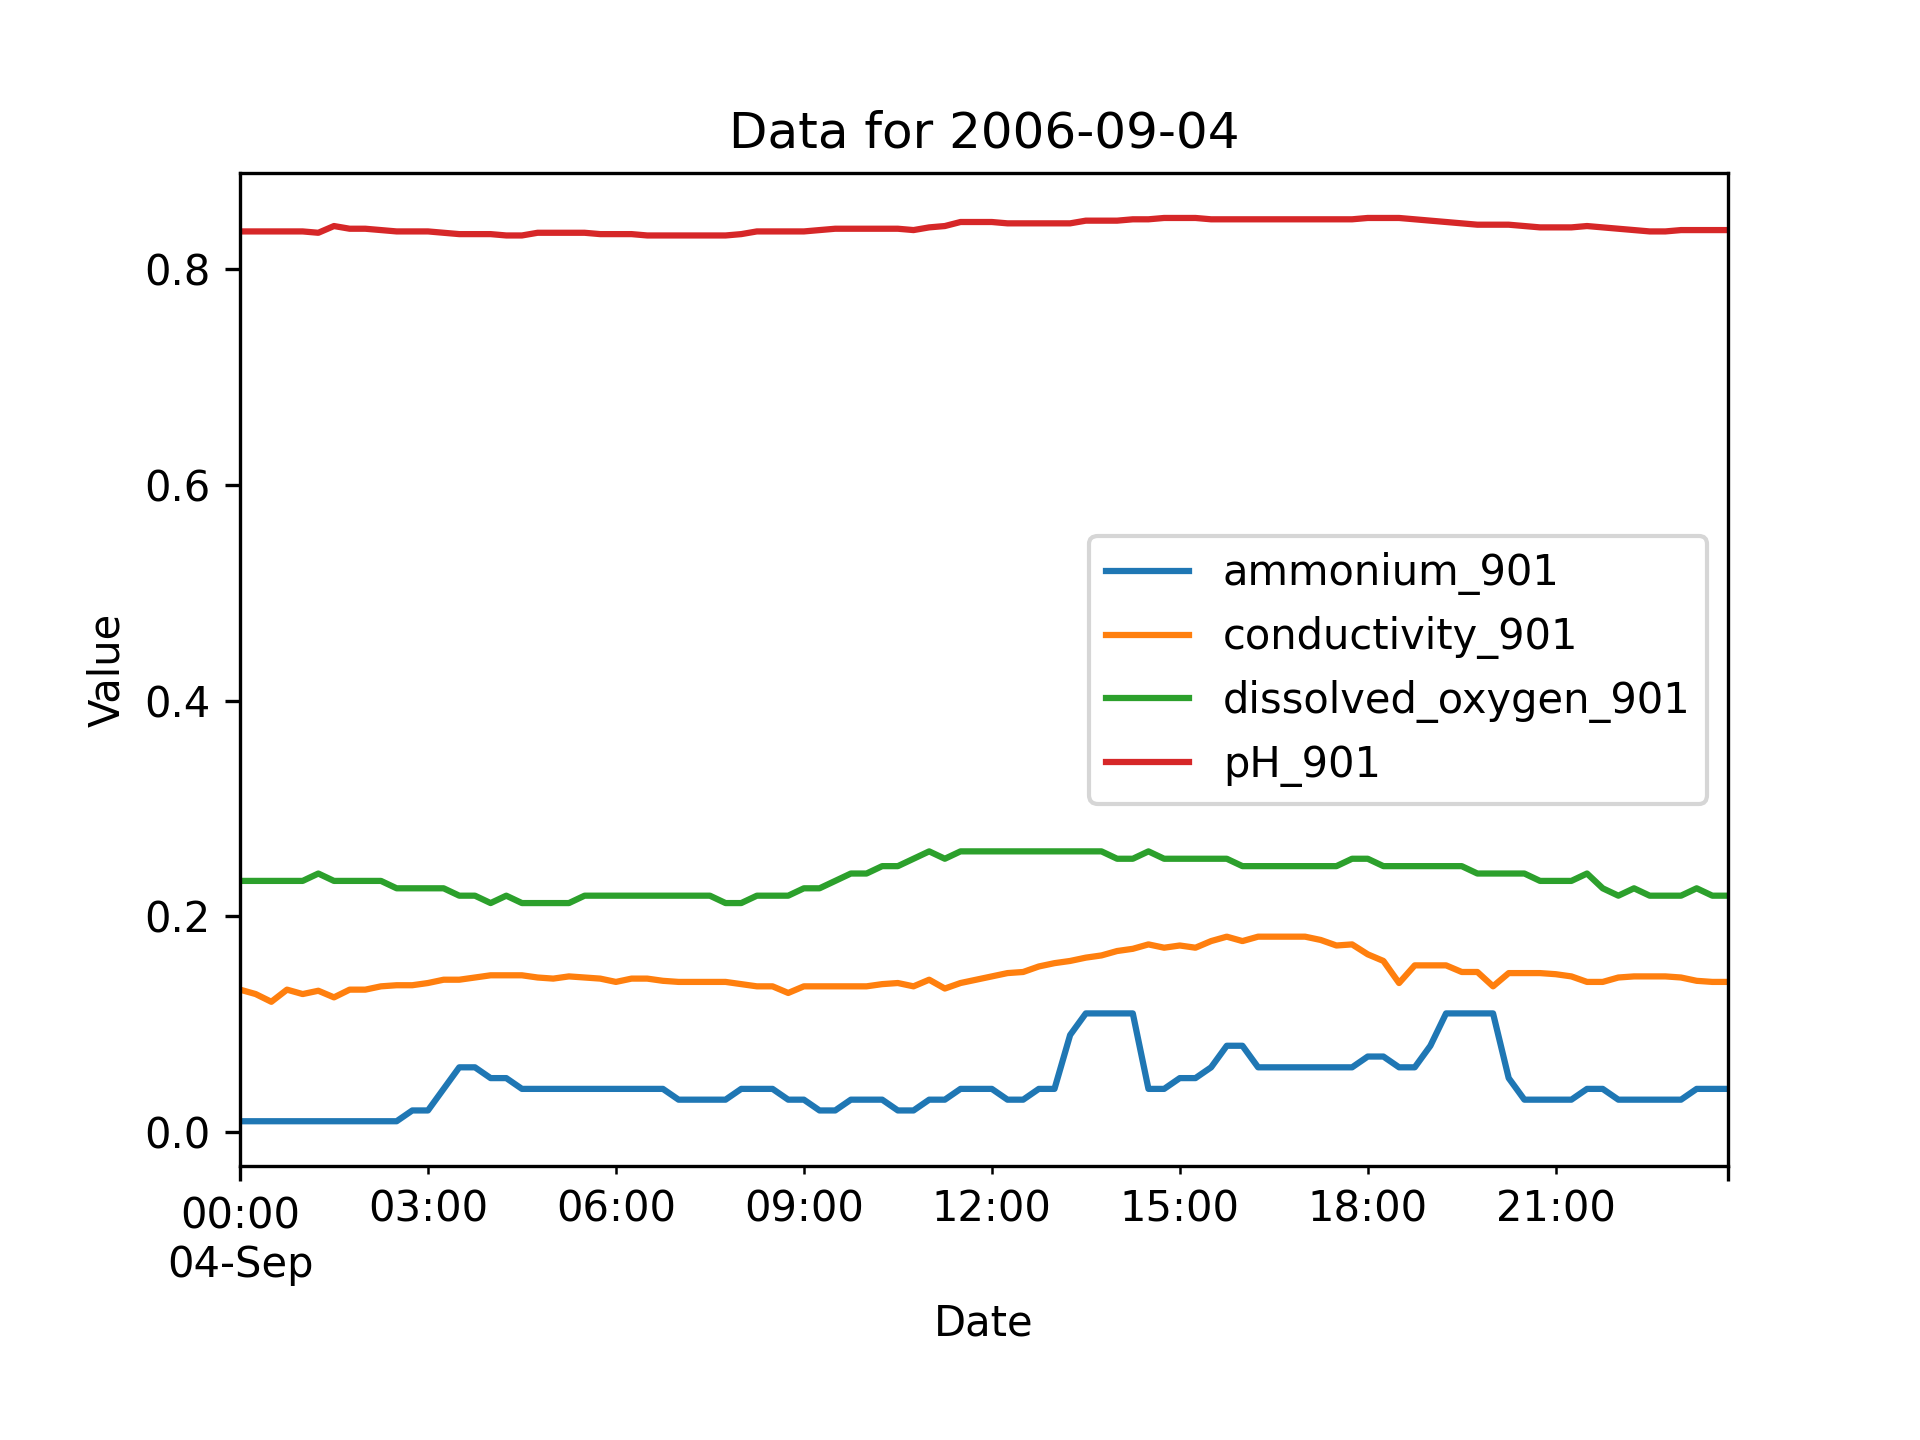 Data for 2006-09-04
Value
0.8
0.6
0.4
0.2
0.0
ammonium_901
conductivity_901
dissolved_oxygen_901
pH_901
00:00
04-Sep
03:00
06:00
09:00
12:00
15:00
18:00
21:00
Date